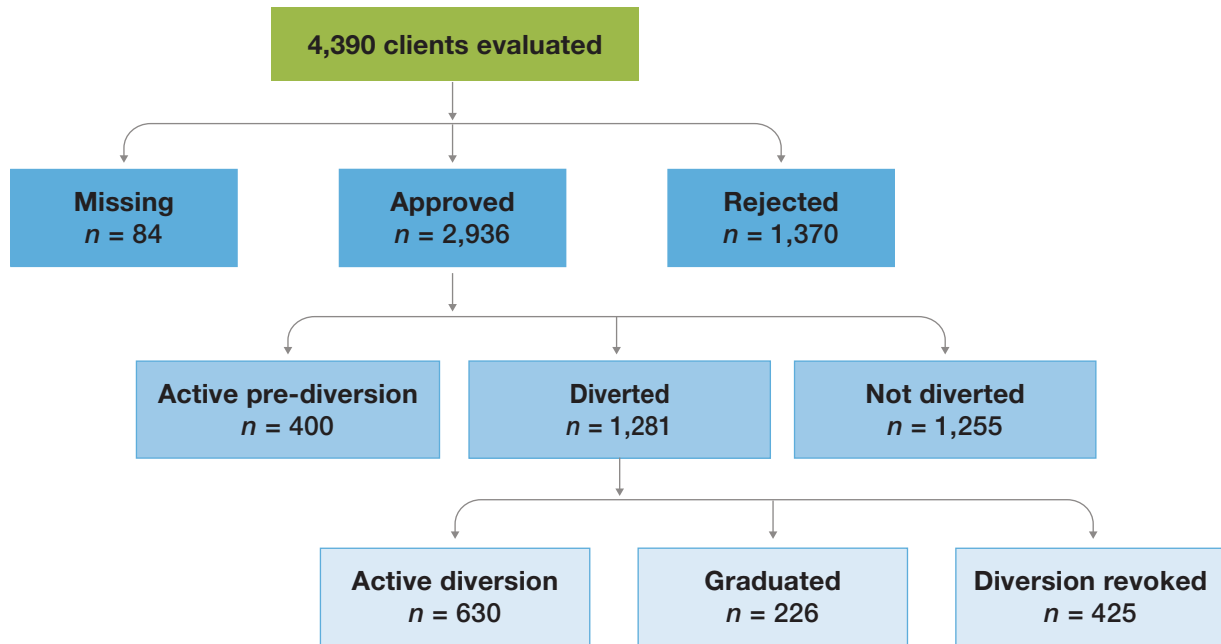 4,390 clients evaluated
Missing
n = 84
Approved
n = 2,936
Rejected
n = 1,370
Active pre-diversion
n = 400
Diverted
n = 1,281
Not diverted
n = 1,255
Active diversion
n = 630
Graduated
n = 226
Diversion revoked
n = 425